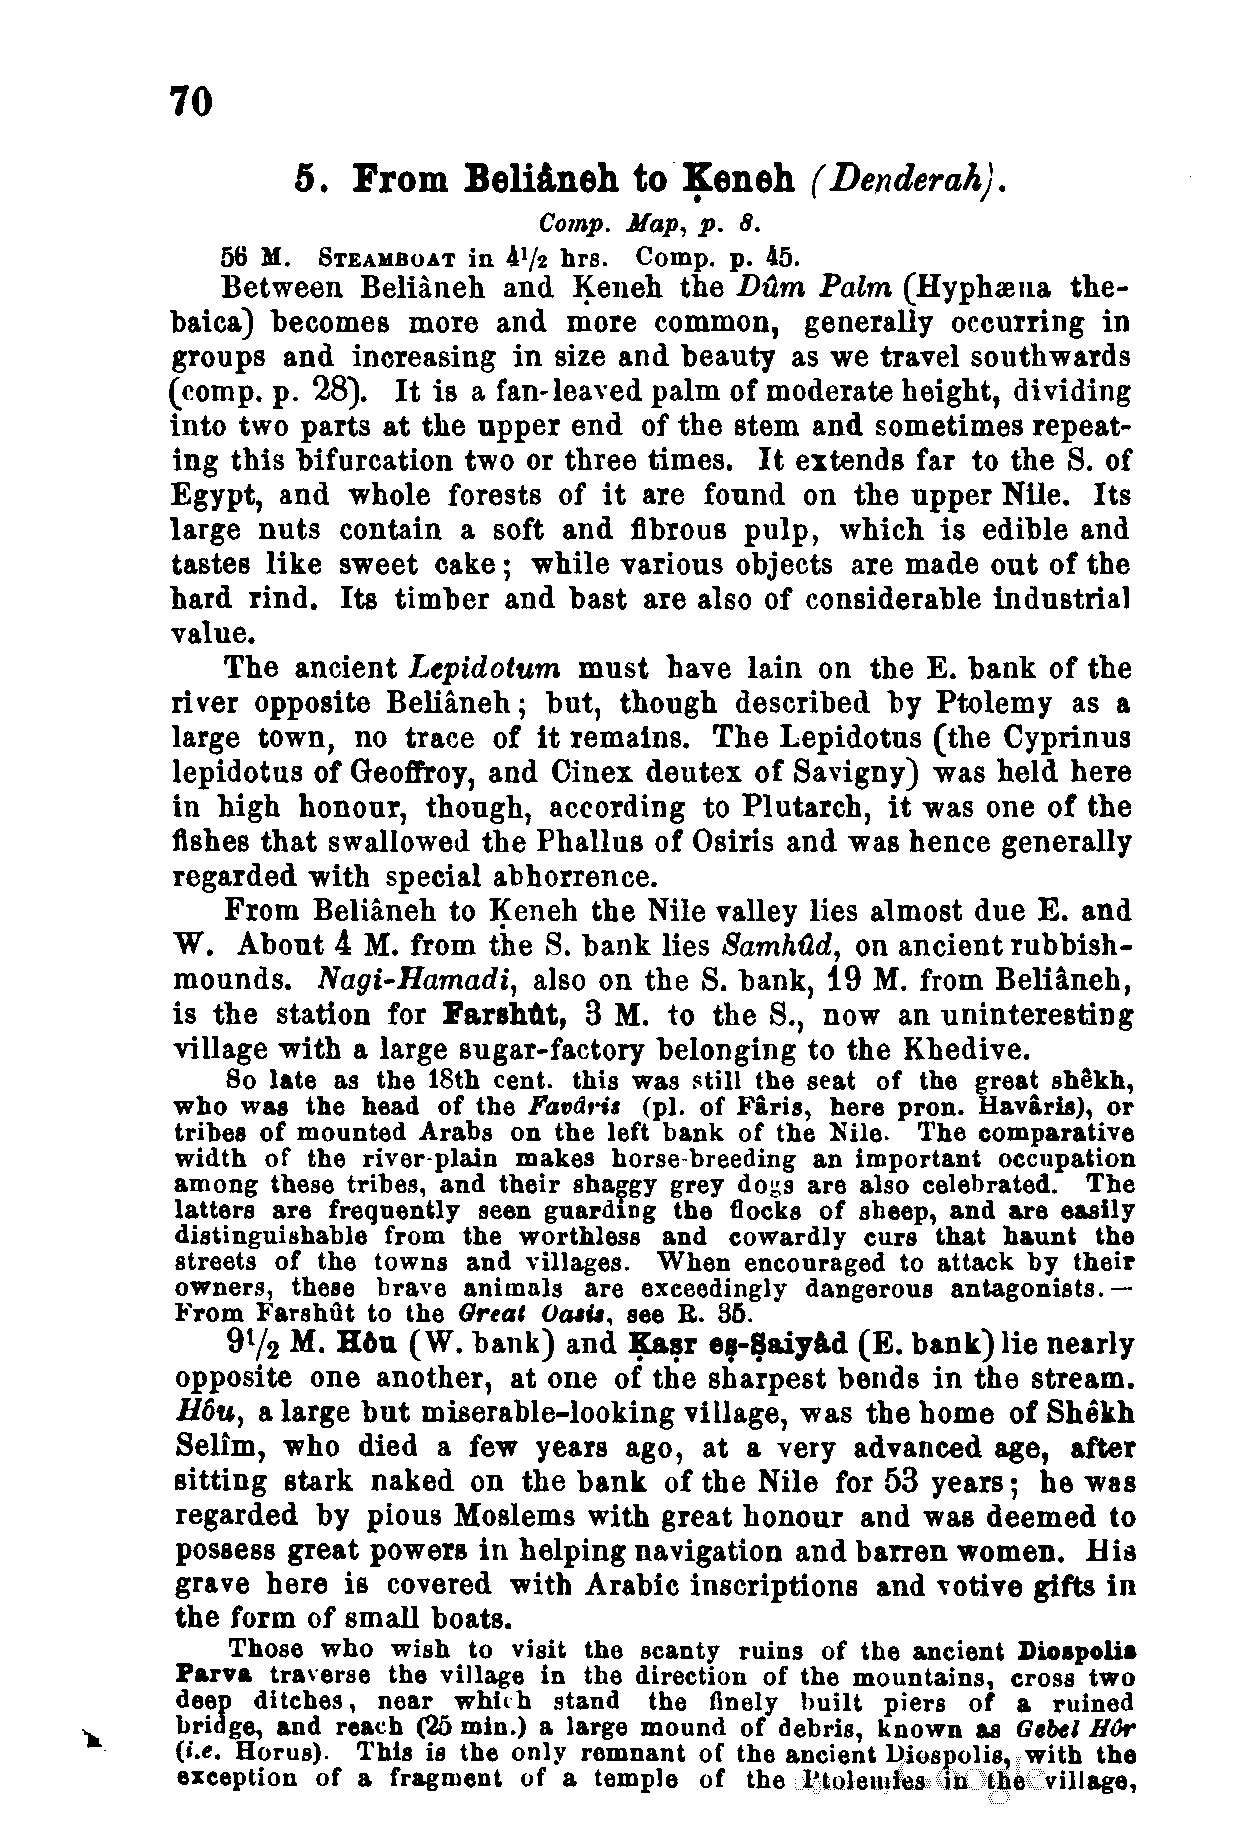 70
5. From Beliâneh to Ḳeneh (Denderah).
Comp. Map, p. 8.
56 M. STEAMBOAT in 4½ hrs. Comp. p. 45.
Between Beliâneh and Ḳeneh the Dûm Palm (Hyphæna the-
baica) becomes more and more common, generally occurring in
groups and increasing in size and beauty as we travel southwards
(comp. p. 28). It is a fan-leaved palm of moderate height, dividing
into two parts at the upper end of the stem and sometimes repeat-
ing this bifurcation two or three times. It extends far to the S. of
Egypt, and whole forests of it are found on the upper Nile. Its
large nuts contain a soft and fibrous pulp, which is edible and
tastes like sweet cake; while various objects are made out of the
hard rind. Its timber and bast are also of considerable industrial
value.
The ancient Lepidotum must have lain on the E. bank of the
river opposite Beliâneh; but, though described by Ptolemy as a
large town, no trace of it remains. The Lepidotus (the Cyprinus
lepidotus of Geoffroy, and Cinex deutex of Savigny) was held here
in high honour, though, according to Plutarch, it was one of the
fishes that swallowed the Phallus of Osiris and was hence generally
regarded with special abhorrence.
From Beliâneh to Ḳeneh the Nile valley lies almost due E. and
W. About 4 M. from the S. bank lies Samhûd, on ancient rubbish-
mounds. Nagi-Hamadi, also on the S. bank, 19 M. from Beliâneh,
is the station for Farshût, 3 M. to the S., now an uninteresting
village with a large sugar-factory belonging to the Khedive.
So late as the 18th cent. this was still the seat of the great shêkh,
who was the head of the Favâris (pl. of Fâris, here pron. Havâris), or
tribes of mounted Arabs on the left bank of the Nile. The comparative
width of the river-plain makes horse-breeding an important occupation
among these tribes, and their shaggy grey dogs are also celebrated. The
latters are frequently seen guarding the flocks of sheep, and are easily
distinguishable from the worthless and cowardly curs that haunt the
streets of the towns and villages. When encouraged to attack by their
owners, these brave animals are exceedingly dangerous antagonists.—
From Farshût to the Great Oasis, see R. 35.
9½ M. Hôu (W. bank) and Ḳaṣr eṣ-Ṣaiyâd (E. bank) lie nearly
opposite one another, at one of the sharpest bends in the stream.
Hôu, a large but miserable-looking village, was the home of Shêkh
Selîm, who died a few years ago, at a very advanced age, after
sitting stark naked on the bank of the Nile for 53 years; he was
regarded by pious Moslems with great honour and was deemed to
possess great powers in helping navigation and barren women. His
grave here is covered with Arabic inscriptions and votive gifts in
the form of small boats.
Those who wish to visit the scanty ruins of the ancient Diospolis
Parva traverse the village in the direction of the mountains, cross two
deep ditches, near which stand the finely built piers of a ruined
bridge, and reach (25 min.) a large mound of debris, known as Gebel Hôr
(i.e. Horus). This is the only remnant of the ancient Diospolis, with the
exception of a fragment of a temple of the Ptolemies in the village,